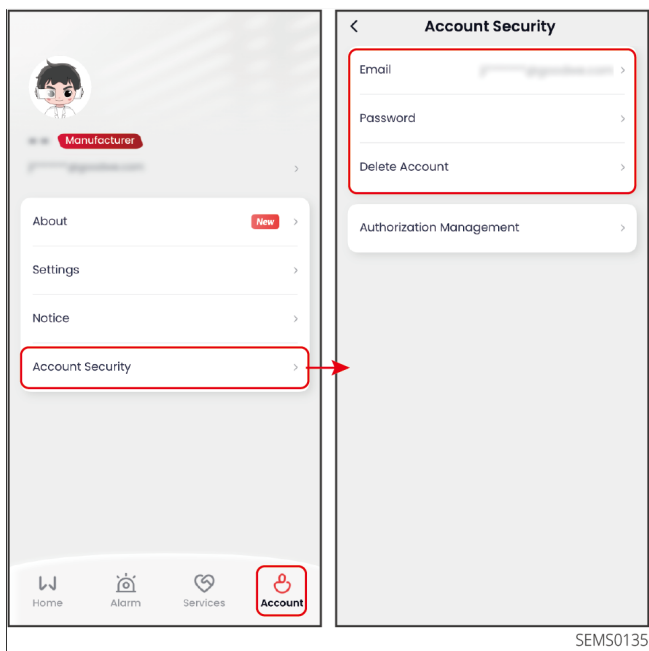 Manufacturer
About
New
Settings
Notice
Account Security
Home
Alarm
Services
Account
Account Security
Email
Password
Delete Account
Authorization Management
SEMS0135